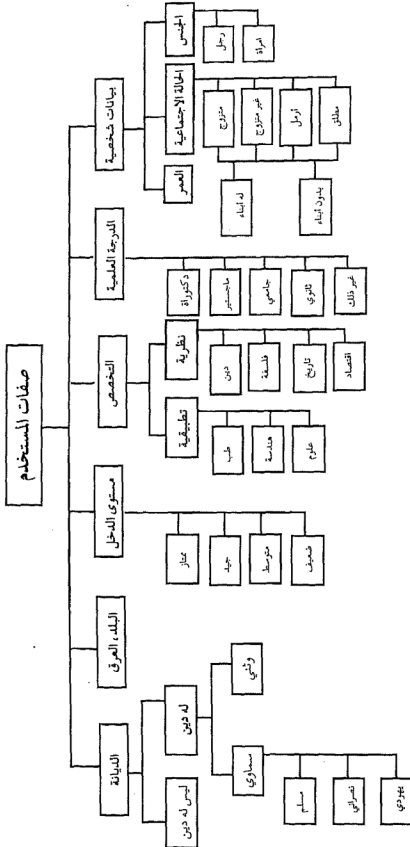 صفات المستخدم
بيانات شخصية
الدرجة العلمية
التخصص
مستوى الدخل
البلد، العرق
الديانة
الجنس
رجل
امرأة
الحالة الاجتماعية
متزوج
غير متزوج
أرمل
مطلق
له أبناء
بدون أبناء
العمر
دكتوراة
ماجستير
جامعي
ثانوي
غير ذلك
نظرية
دين
فلسفة
تاريخ
اقتصاد
تطبيقية
طب
هندسة
علوم
ممتاز
جيد
متوسط
ضعيف
له دين
ليس له دين
وثني
سماوي
مسلم
نصراني
يهودي